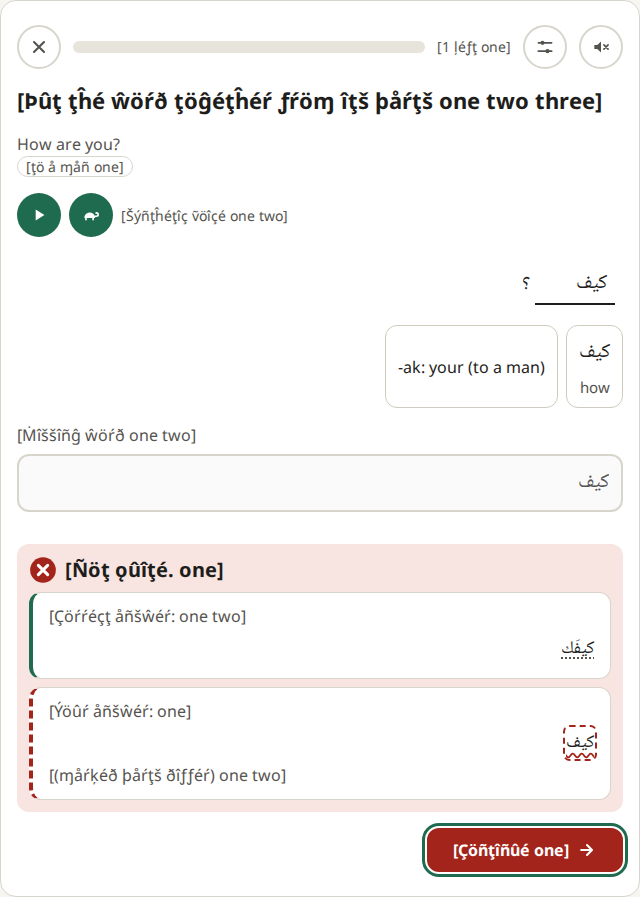 [1 ļéƒţ one]
[Þûţ ţĥé ŵöŕð ţöĝéţĥéŕ ƒŕöɱ îţš þåŕţš one two three]
How are you?
[ţö å ɱåñ one]
[Šýñţĥéţîç ṽöîçé one two]
كيف ؟
كيف
how
-ak: your (to a man)
[Ṁîššîñĝ ŵöŕð one two]
كيف
[Ñöţ ǫûîţé. one]
[Çöŕŕéçţ åñšŵéŕ: one two]
كيفَك
[Ýöûŕ åñšŵéŕ: one]
كيف
[(ɱåŕķéð þåŕţš ðîƒƒéŕ) one two]
[Çöñţîñûé one]